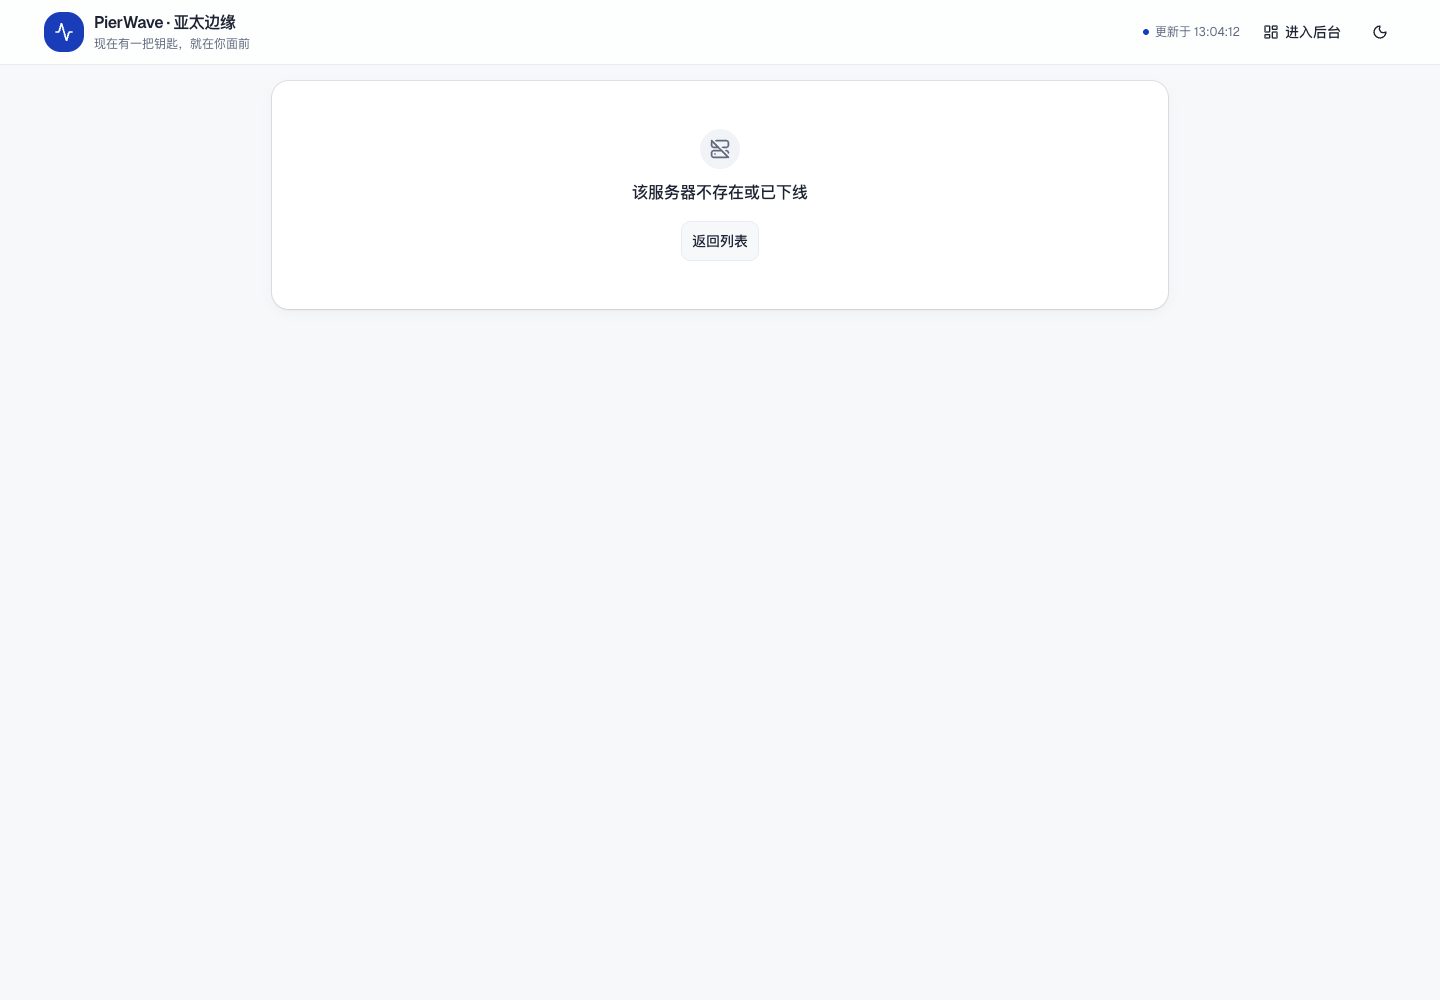 PierWave · 亚太边缘
现在有一把钥匙，就在你面前
更新于 13:04:12
进入后台
该服务器不存在或已下线
返回列表